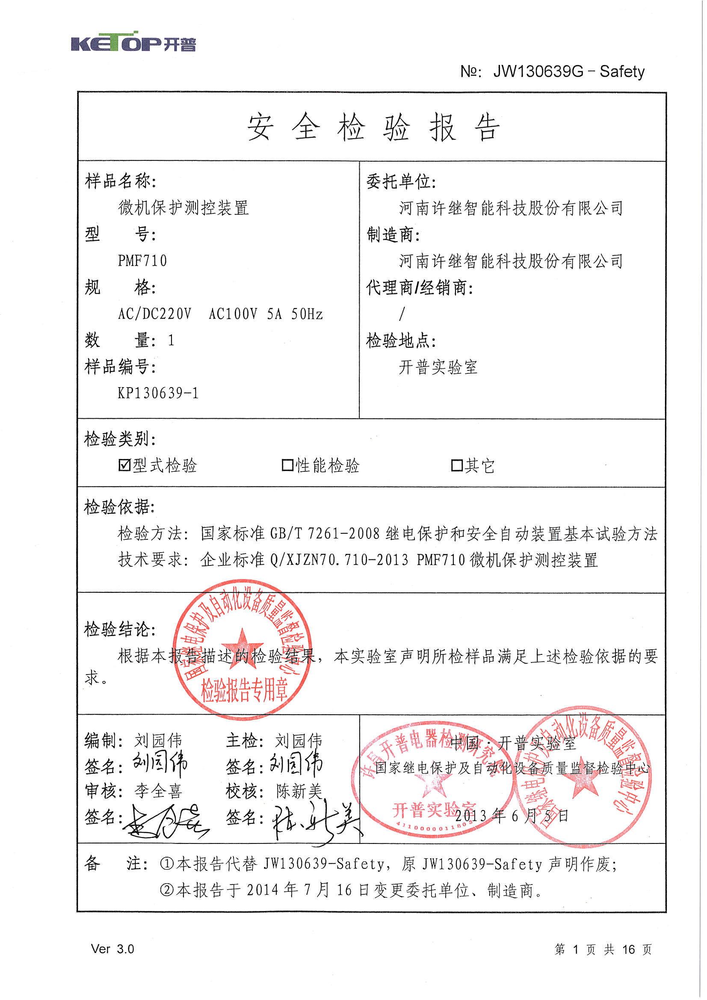 KETOP开普
№: JW130639G－Safety
安全检验报告
样品名称:
微机保护测控装置
型 号:
PMF710
规 格:
AC/DC220V AC100V 5A 50Hz
数 量: 1
样品编号:
KP130639-1
委托单位:
河南许继智能科技股份有限公司
制造商:
河南许继智能科技股份有限公司
代理商/经销商:
/
检验地点:
开普实验室
检验类别:
☑型式检验 □性能检验 □其它
检验依据:
检验方法: 国家标准 GB/T 7261-2008 继电保护和安全自动装置基本试验方法
技术要求: 企业标准 Q/XJZN70.710-2013 PMF710 微机保护测控装置
检验结论:
根据本报告描述的检验结果，本实验室声明所检样品满足上述检验依据的要
求。
国家继电保护及自动化设备质量监督检验中心
检验报告专用章
编制: 刘园伟 主检: 刘园伟
签名: 刘园伟 签名: 刘园伟
审核: 李全喜 校核: 陈新美
签名: 李全喜 签名: 陈新美
中国·开普实验室
国家继电保护及自动化设备质量监督检验中心
2013 年 6 月 5 日
许昌开普电器检测研究院
开普实验室
4110000011803
国家继电保护及自动化设备质量监督检验中心
备 注: ①本报告代替 JW130639-Safety, 原 JW130639-Safety 声明作废;
②本报告于 2014 年 7 月 16 日变更委托单位、制造商。
Ver 3.0
第 1 页 共 16 页